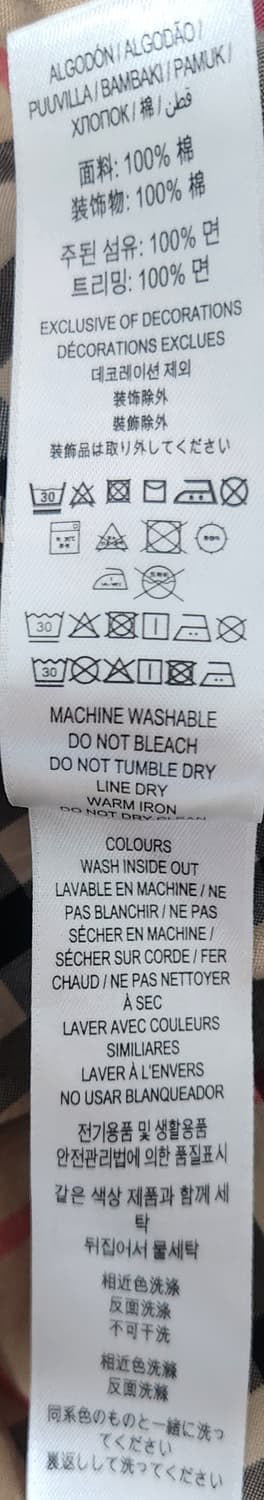 ALGODÓN / ALGODÃO /
PUUVILLA / BAMBAKI / PAMUK /
ХЛОПОК / 棉 / قطن
面料: 100% 棉
装饰物: 100% 棉
주된 섬유: 100% 면
트리밍: 100% 면
EXCLUSIVE OF DECORATIONS
DÉCORATIONS EXCLUES
데코레이션 제외
装饰除外
裝飾除外
装飾品は取り外してください
30
30
30
MACHINE WASHABLE
DO NOT BLEACH
DO NOT TUMBLE DRY
LINE DRY
WARM IRON
DO NOT DRY CLEAN
COLOURS
WASH INSIDE OUT
LAVABLE EN MACHINE / NE
PAS BLANCHIR / NE PAS
SÉCHER EN MACHINE /
SÉCHER SUR CORDE / FER
CHAUD / NE PAS NETTOYER
À SEC
LAVER AVEC COULEURS
SIMILIARES
LAVER À L'ENVERS
NO USAR BLANQUEADOR
전기용품 및 생활용품
안전관리법에 의한 품질표시
같은 색상 제품과 함께 세
탁
뒤집어서 물세탁
相近色洗涤
反面洗涤
不可干洗
相近色洗滌
反面洗滌
同系色のものと一緒に洗っ
てください
裏返しして洗ってください